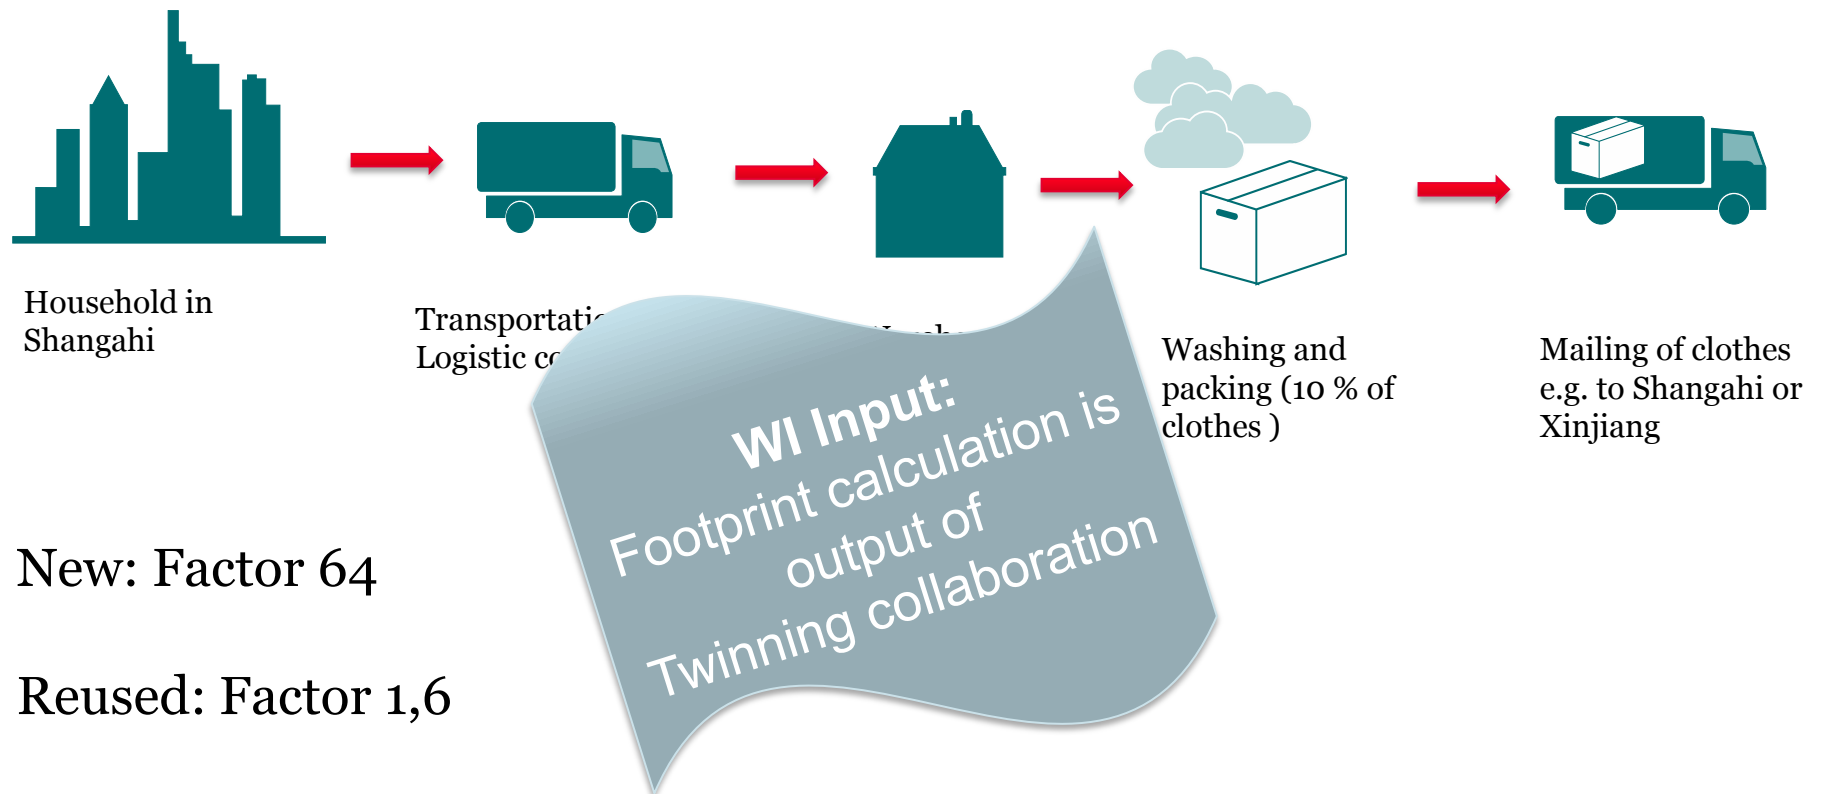 Household in
Shangahi
Logistic
Washing and
packing (10 % of
clothes )
Mailing of clothes
e.g. to Shangahi or
Xinjiang
WI Input:
Footprint calculation is
output of
Twinning collaboration
New: Factor 64
Reused: Factor 1,6